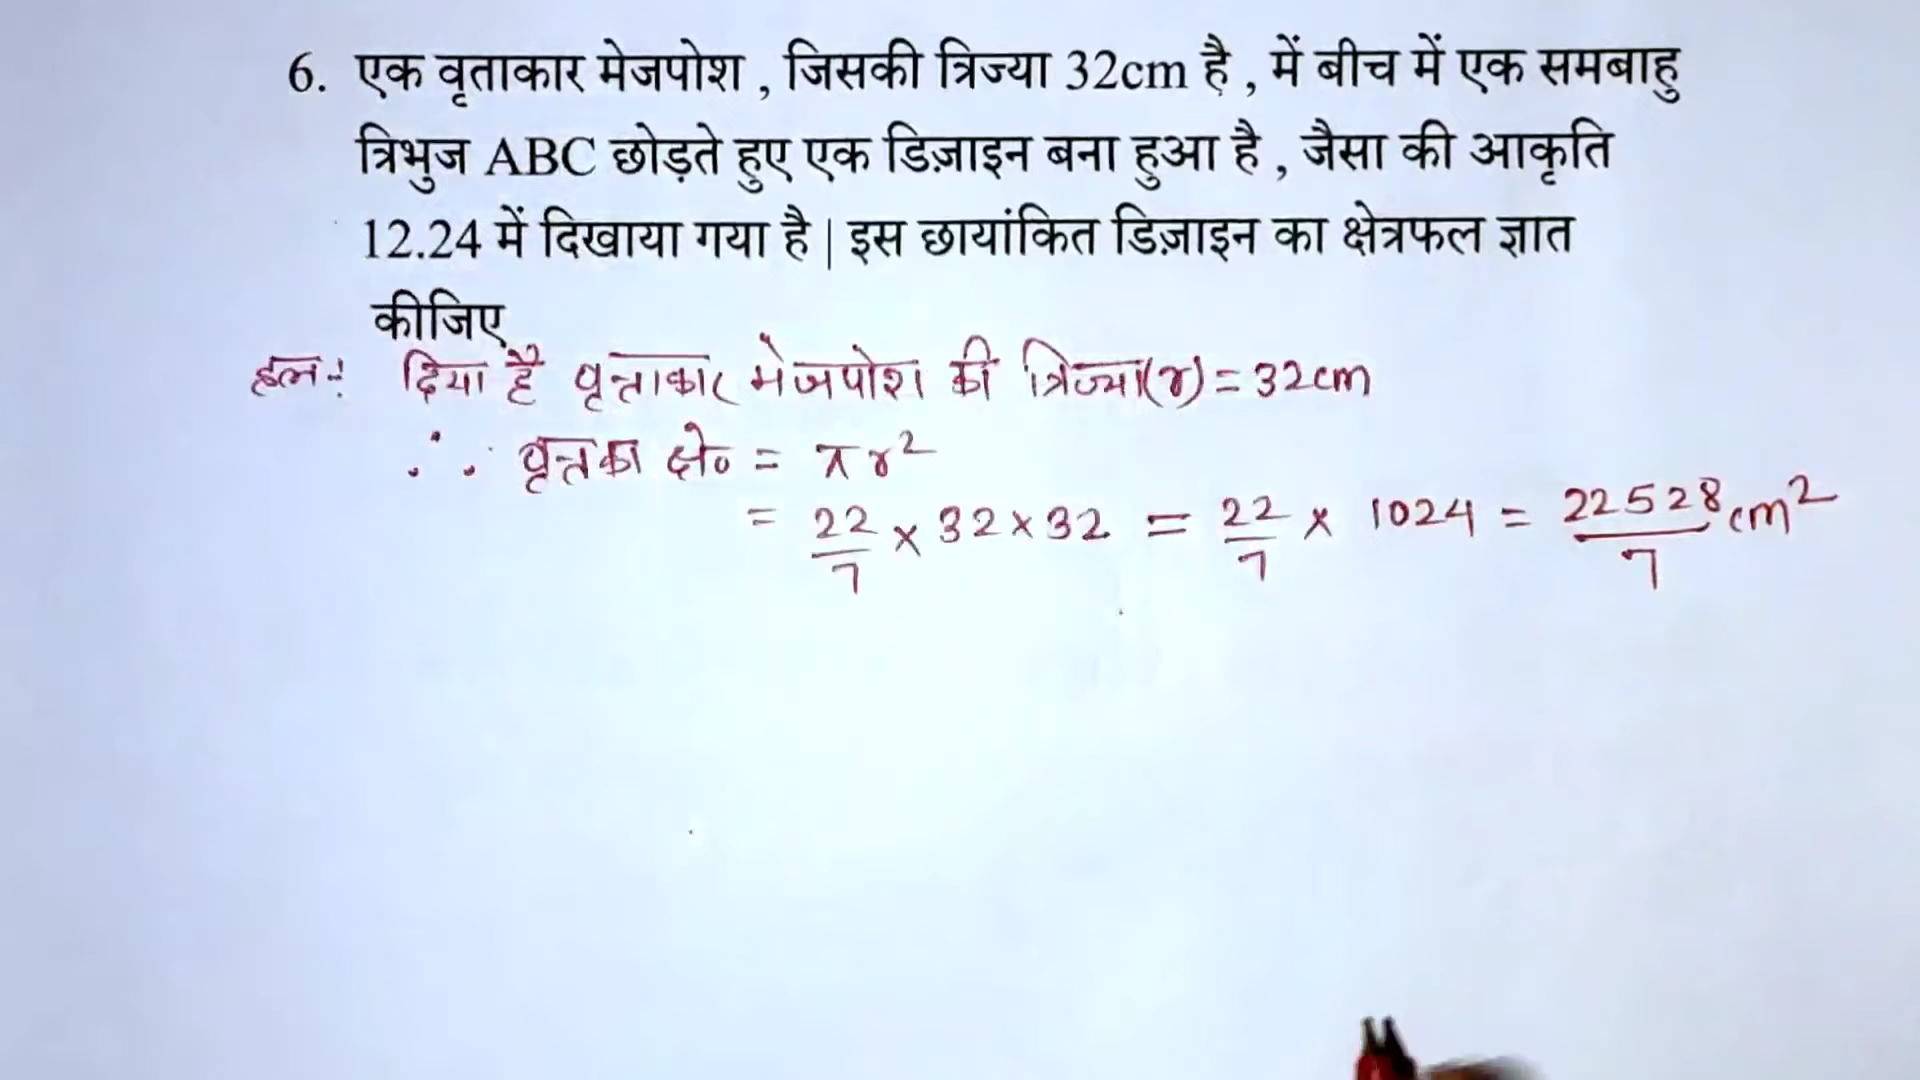 6. एक वृताकार मेजपोश , जिसकी त्रिज्या 32cm है , में बीच में एक समबाहु
त्रिभुज ABC छोड़ते हुए एक डिज़ाइन बना हुआ है , जैसा की आकृति
12.24 में दिखाया गया है | इस छायांकित डिज़ाइन का क्षेत्रफल ज्ञात
कीजिए
हल:- दिया है वृत्ताकार मेजपोश की त्रिज्या(r) = 32cm
∴ वृत्त का क्षे० = πr²
= 22/7 × 32 × 32 = 22/7 × 1024 = 22528/7 cm²